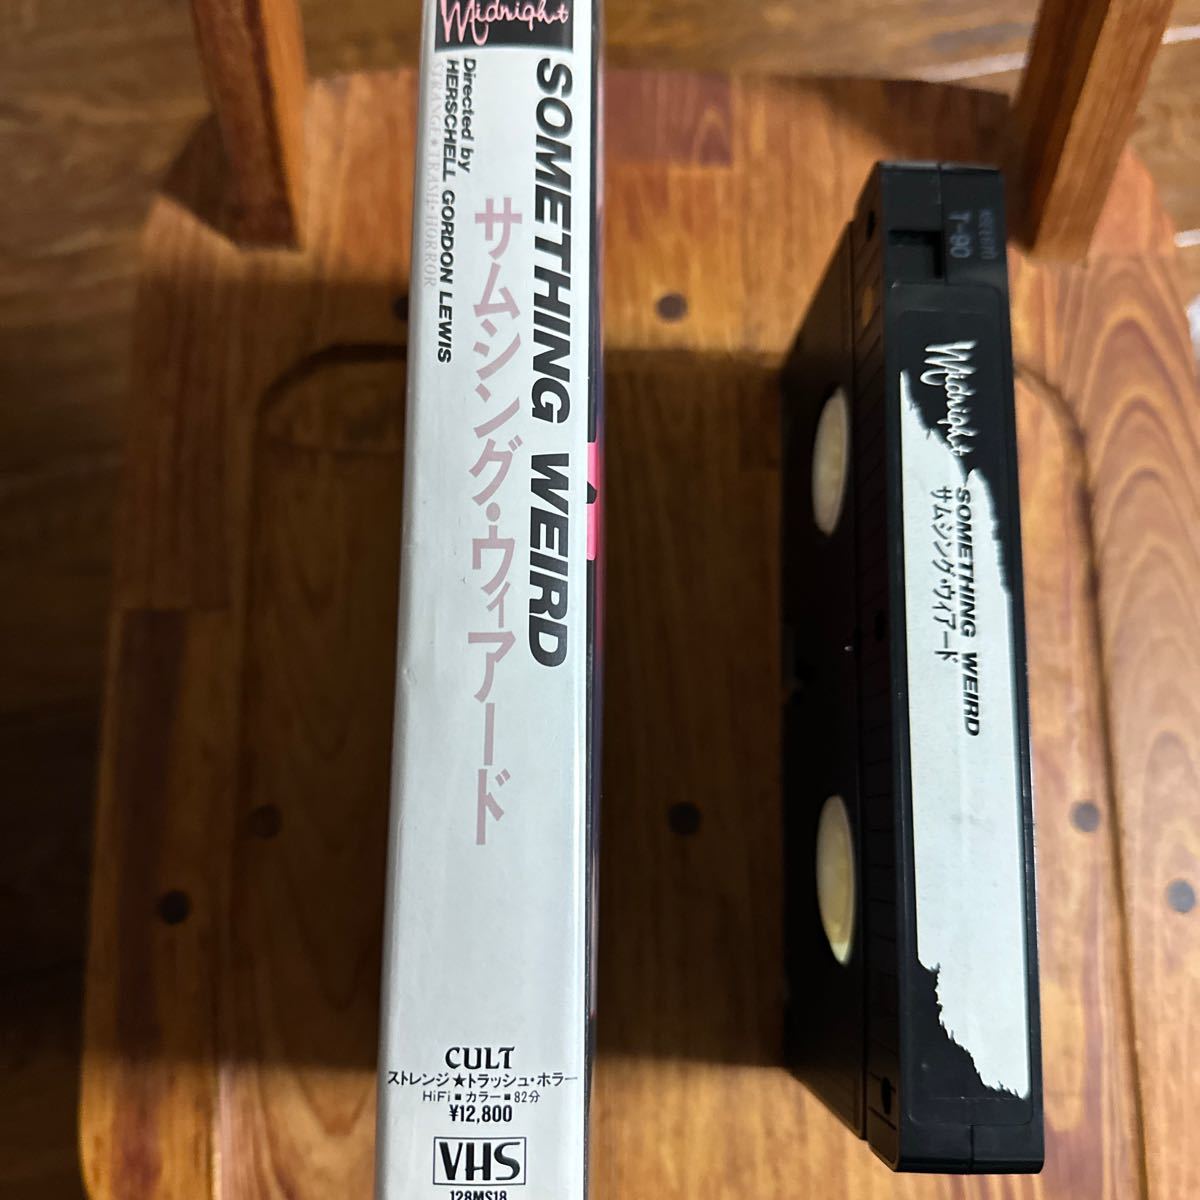 Midnight
SOMETHING WEIRD
Directed by
HERSCHELL GORDON LEWIS
STRANGE★TRASH・HORROR
サムシング・ウィアード
CULT
ストレンジ★トラッシュ・ホラー
HiFi■カラー■82分
¥12,800
VHS
128MS18
T-90
Midnight
SOMETHING WEIRD
サムシング・ウィアード